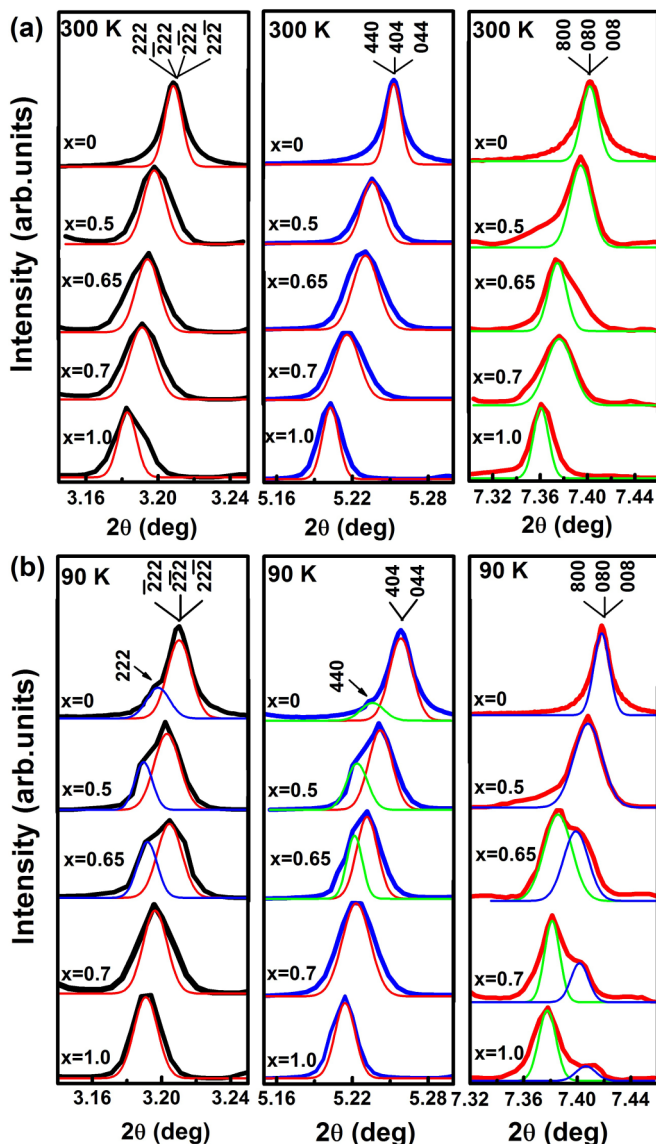 (a)
300 K
222
2̄22
22̄2
222̄
x=0
x=0.5
x=0.65
x=0.7
x=1.0
3.16 3.20 3.24
2θ (deg)
300 K
440
404
044
x=0
x=0.5
x=0.65
x=0.7
x=1.0
5.16 5.22 5.28
2θ (deg)
300 K
800
080
008
x=0
x=0.5
x=0.65
x=0.7
x=1.0
7.32 7.36 7.40 7.44
2θ (deg)
Intensity (arb.units)
(b)
90 K
2̄22
22̄2
222̄
222
x=0
x=0.5
x=0.65
x=0.7
x=1.0
3.16 3.20 3.24
2θ (deg)
90 K
404
044
440
x=0
x=0.5
x=0.65
x=0.7
x=1.0
5.16 5.22 5.28
2θ (deg)
90 K
800
080
008
x=0
x=0.5
x=0.65
x=0.7
x=1.0
7.32 7.36 7.40 7.44
2θ (deg)
Intensity (arb.units)